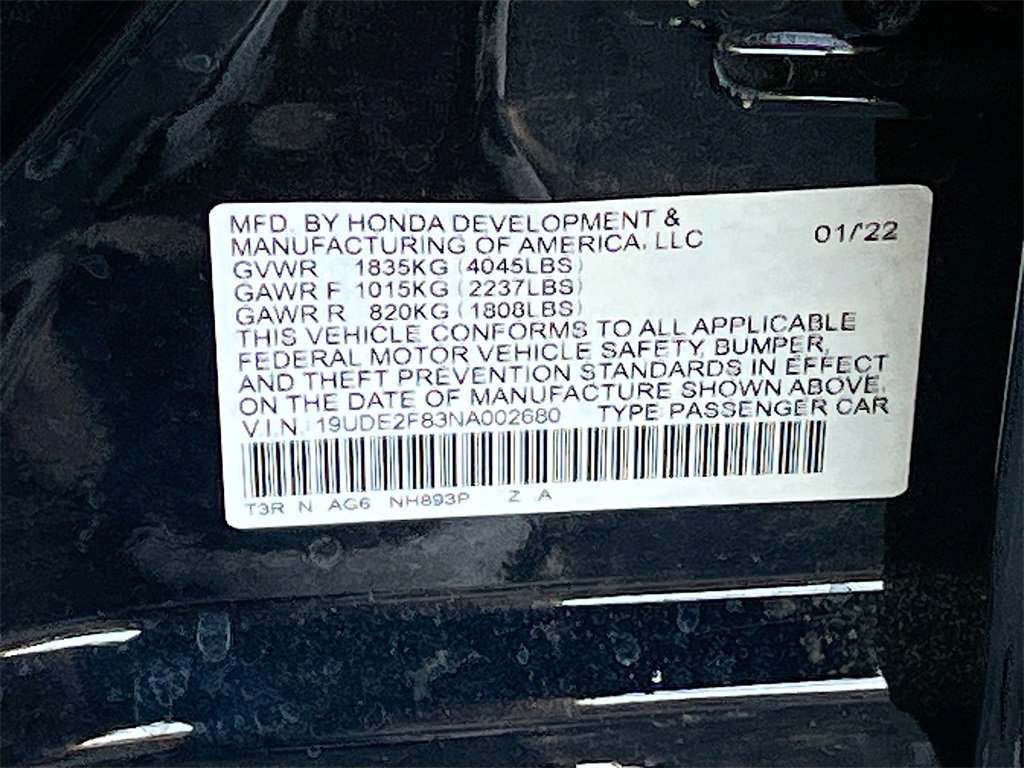 MFD. BY HONDA DEVELOPMENT &
MANUFACTURING OF AMERICA, LLC 01/22
GVWR 1835KG (4045LBS)
GAWR F 1015KG (2237LBS)
GAWR R 820KG (1808LBS)
THIS VEHICLE CONFORMS TO ALL APPLICABLE
FEDERAL MOTOR VEHICLE SAFETY, BUMPER,
AND THEFT PREVENTION STANDARDS IN EFFECT
ON THE DATE OF MANUFACTURE SHOWN ABOVE.
V.I.N. 19UDE2F83NA002680 TYPE PASSENGER CAR
T3R N AG6 NH893P Z A